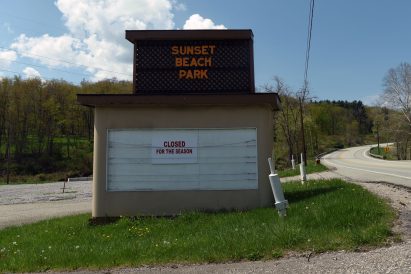 SUNSET
BEACH
PARK
CLOSED
FOR THE SEASON